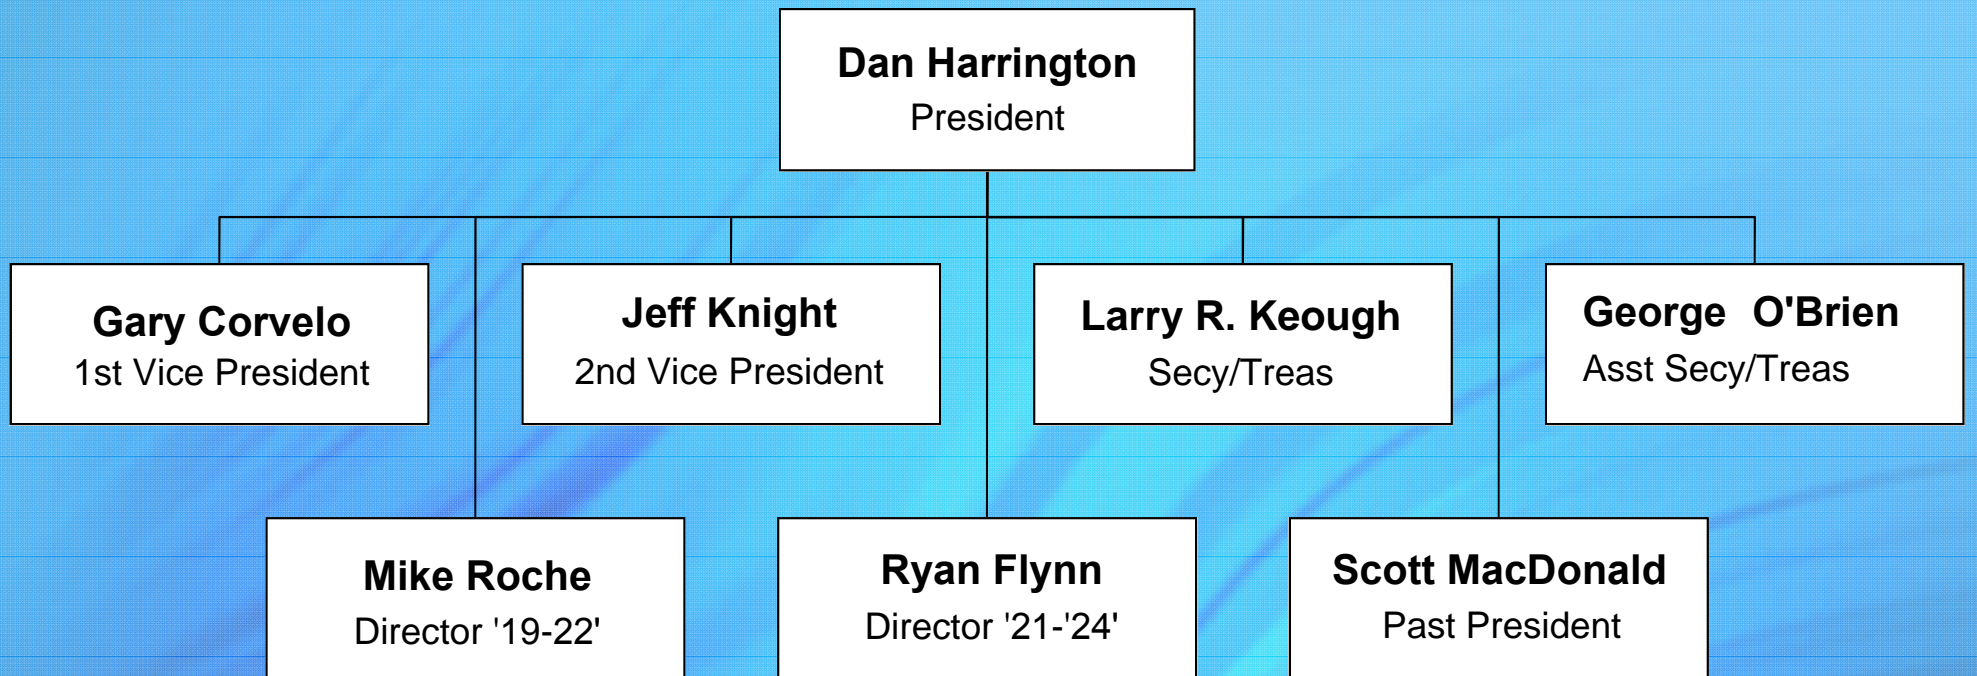 Dan Harrington
President
Gary Corvelo
1st Vice President
Jeff Knight
2nd Vice President
Larry R. Keough
Secy/Treas
George  O'Brien
Asst Secy/Treas
Mike Roche
Director '19-22'
Ryan Flynn
Director '21-'24'
Scott MacDonald
Past President